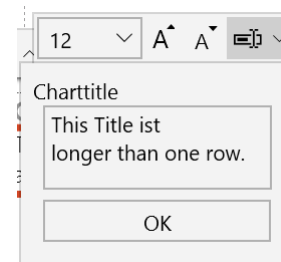 12 A A
Charttitle
This Title ist
longer than one row.
OK